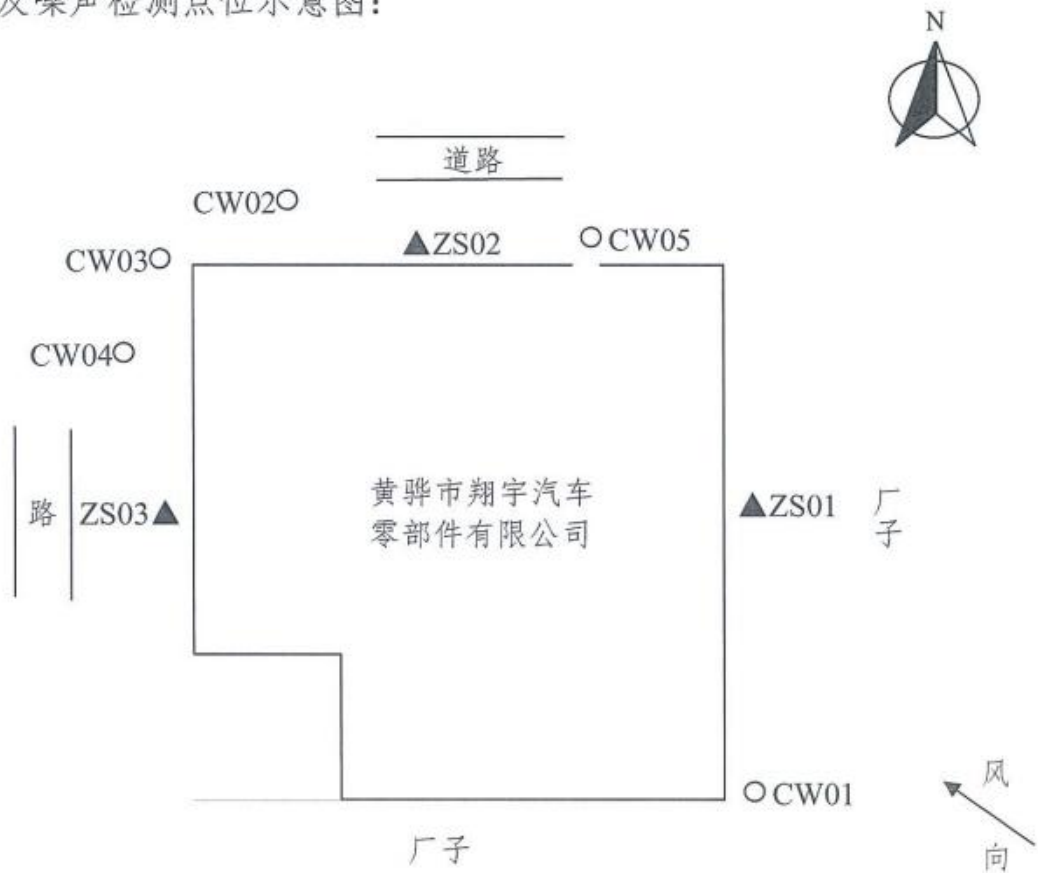 及噪声检测点位示意图：
N
道路
CW02
ZS02
CW05
CW03
CW04
黄骅市翔宇汽车
零部件有限公司
路
ZS03
ZS01
厂子
CW01
风向
厂子